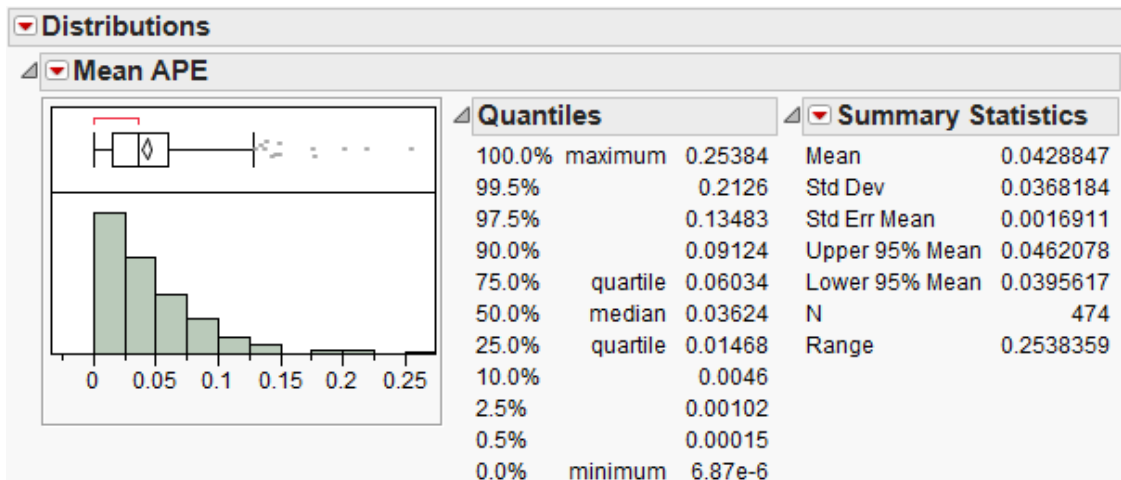 Distributions
Mean APE
0 0.05 0.1 0.15 0.2 0.25
Quantiles
100.0% maximum 0.25384
99.5% 0.2126
97.5% 0.13483
90.0% 0.09124
75.0% quartile 0.06034
50.0% median 0.03624
25.0% quartile 0.01468
10.0% 0.0046
2.5% 0.00102
0.5% 0.00015
0.0% minimum 6.87e-6
Summary Statistics
Mean 0.0428847
Std Dev 0.0368184
Std Err Mean 0.0016911
Upper 95% Mean 0.0462078
Lower 95% Mean 0.0395617
N 474
Range 0.2538359